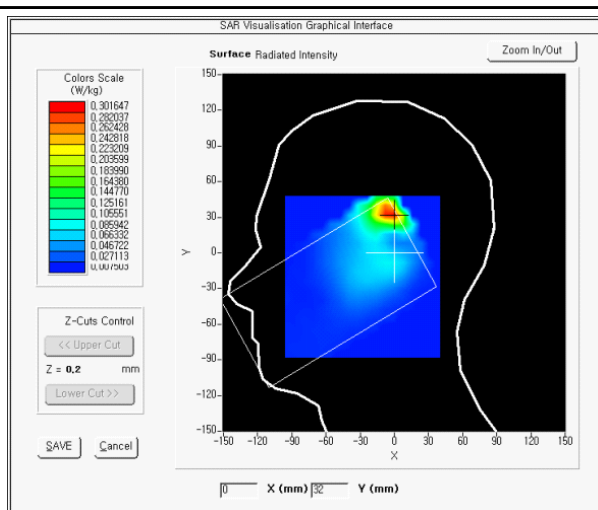 SAR Visualisation Graphical Interface
Surface Radiated Intensity
Zoom In/Out
Colors Scale
(W/kg)
0.301647
0.282037
0.262428
0.242818
0.223209
0.203599
0.183990
0.164380
0.144770
0.125161
0.105551
0.085942
0.066332
0.046722
0.027113
0.007503
Z-Cuts Control
<< Upper Cut
Z = 0.2 mm
Lower Cut >>
SAVE Cancel
150-
120-
90-
60-
30-
0-
-30-
-60-
-90-
-120-
-150-
Y
-150 -120 -90 -60 -30 0 30 60 90 120 150
X
0 X (mm) 32 Y (mm)